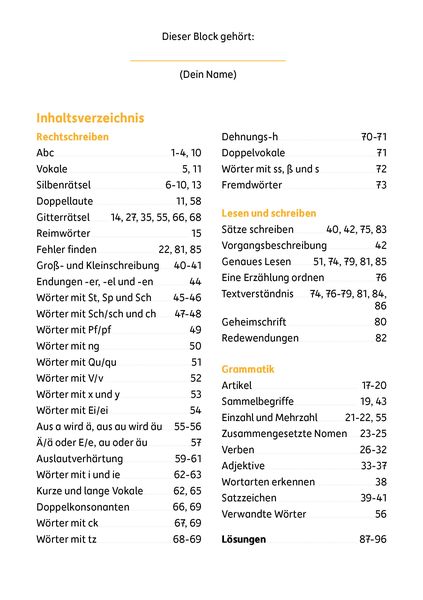 Dieser Block gehört:
(Dein Name)
Inhaltsverzeichnis
Rechtschreiben
Abc 1-4, 10
Vokale 5, 11
Silbenrätsel 6-10, 13
Doppellaute 11, 58
Gitterrätsel 14, 27, 35, 55, 66, 68
Reimwörter 15
Fehler finden 22, 81, 85
Groß- und Kleinschreibung 40-41
Endungen -er, -el und -en 44
Wörter mit St, Sp und Sch 45-46
Wörter mit Sch/sch und ch 47-48
Wörter mit Pf/pf 49
Wörter mit ng 50
Wörter mit Qu/qu 51
Wörter mit V/v 52
Wörter mit x und y 53
Wörter mit Ei/ei 54
Aus a wird ä, aus au wird äu 55-56
Ä/ä oder E/e, au oder äu 57
Auslautverhärtung 59-61
Wörter mit i und ie 62-63
Kurze und lange Vokale 62, 65
Doppelkonsonanten 66, 69
Wörter mit ck 67, 69
Wörter mit tz 68-69
Dehnungs-h 70-71
Doppelvokale 71
Wörter mit ss, ß und s 72
Fremdwörter 73
Lesen und schreiben
Sätze schreiben 40, 42, 75, 83
Vorgangsbeschreibung 42
Genaues Lesen 51, 74, 79, 81, 85
Eine Erzählung ordnen 76
Textverständnis 74, 76-79, 81, 84,
86
Geheimschrift 80
Redewendungen 82
Grammatik
Artikel 17-20
Sammelbegriffe 19, 43
Einzahl und Mehrzahl 21-22, 55
Zusammengesetzte Nomen 23-25
Verben 26-32
Adjektive 33-37
Wortarten erkennen 38
Satzzeichen 39-41
Verwandte Wörter 56
Lösungen 87-96